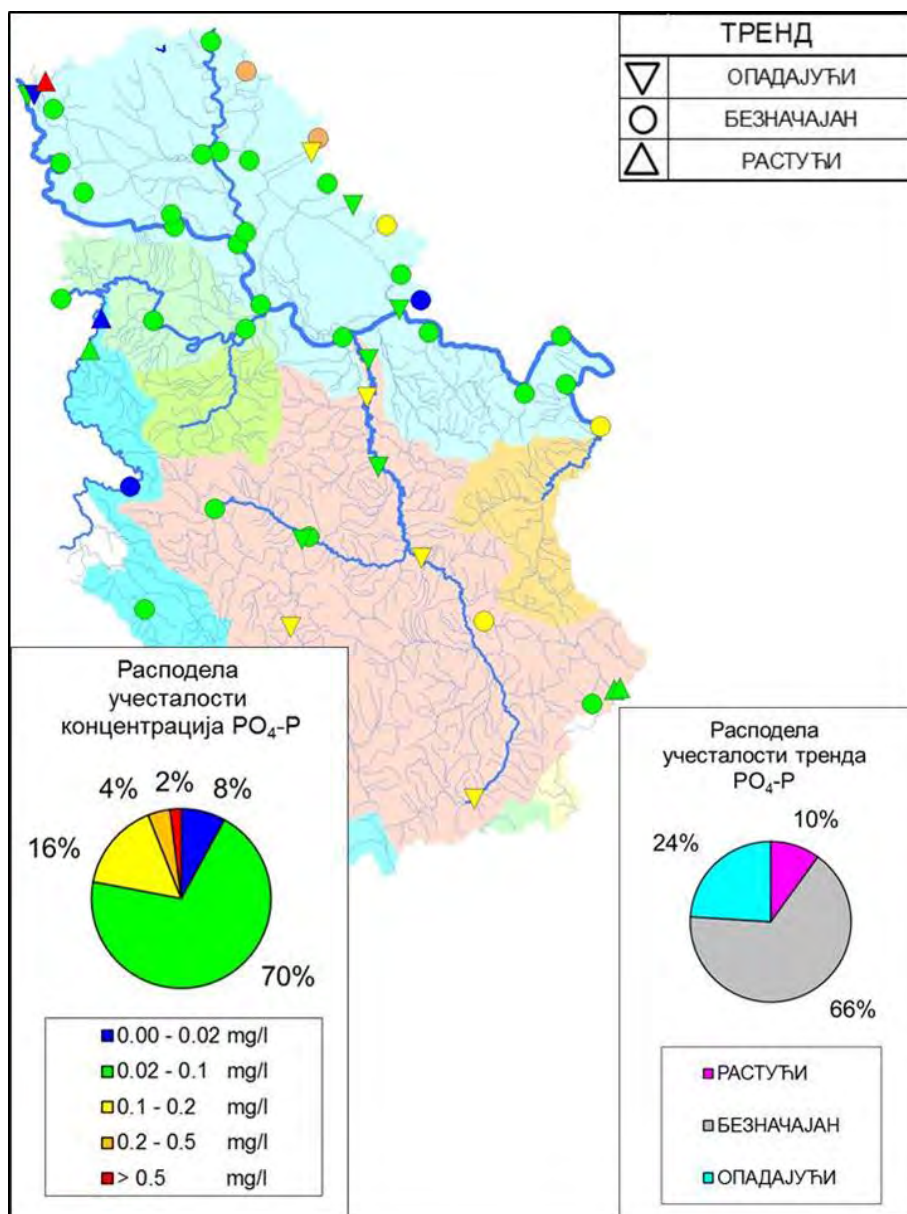 ТРЕНД
ОПАДАЈУЋИ
БЕЗНАЧАЈАН
РАСТУЋИ
Расподела
учесталости
концентрација PO₄-P
4%
2%
8%
16%
70%
0.00 - 0.02 mg/l
0.02 - 0.1 mg/l
0.1 - 0.2 mg/l
0.2 - 0.5 mg/l
> 0.5 mg/l
Расподела
учесталости тренда
PO₄-P
10%
24%
66%
РАСТУЋИ
БЕЗНАЧАЈАН
ОПАДАЈУЋИ